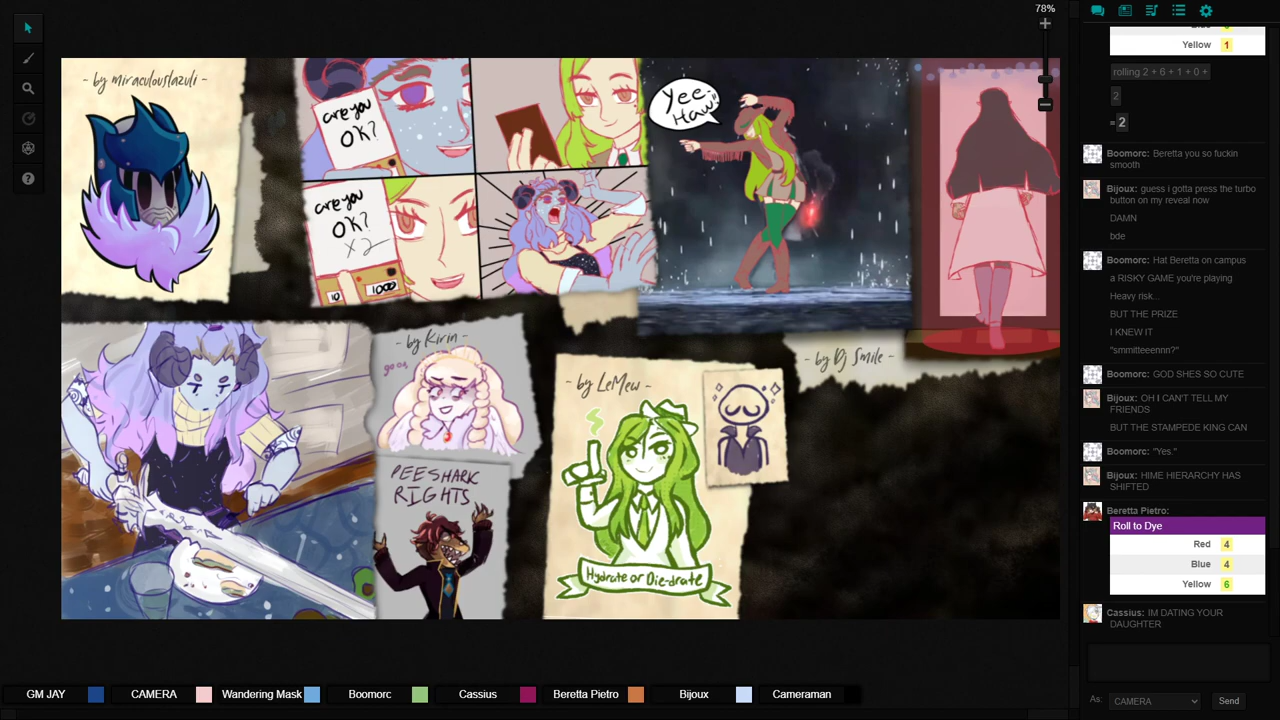 78%
- by miraculouslazuli -
are you
OK?
are you
OK?
x2
10
1000
Yee-
Haw!
- by Kirin -
- by LeMew -
- by Dj Smile -
PEESHARK
RIGHTS
Hydrate or Die-drate
GM JAY
CAMERA
Wandering Mask
Boomorc
Cassius
Beretta Pietro
Bijoux
Cameraman
Yellow 1
rolling 2 + 6 + 1 + 0 +
2
= 2
Boomorc: Beretta you so fuckin
smooth
Bijoux: guess i gotta press the turbo
button on my reveal now
DAMN
bde
Boomorc: Hat Beretta on campus
a RISKY GAME you're playing
Heavy risk...
BUT THE PRIZE
I KNEW IT
"smmitteeennn?"
Boomorc: GOD SHES SO CUTE
Bijoux: OH I CAN'T TELL MY
FRIENDS
BUT THE STAMPEDE KING CAN
Boomorc: "Yes."
Bijoux: HIME HIERARCHY HAS
SHIFTED
Beretta Pietro:
Roll to Dye
Red 4
Blue 4
Yellow 6
Cassius: IM DATING YOUR
DAUGHTER
As: CAMERA Send